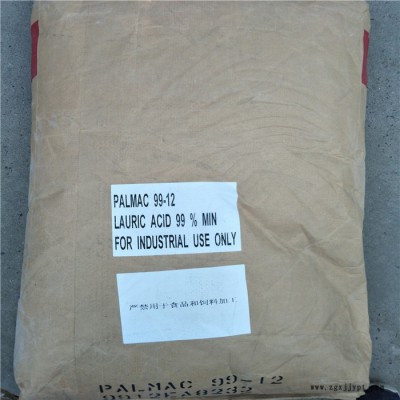 PALMAC 99-12
LAURIC ACID 99 % MIN
FOR INDUSTRIAL USE ONLY
严禁用于食品和饲料加工
PALMAC 99-12